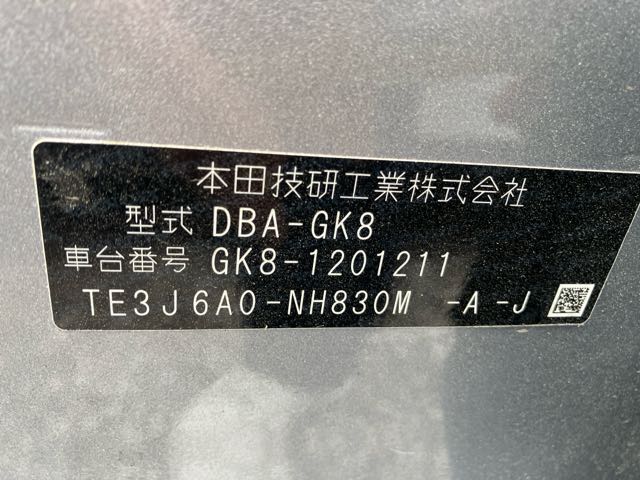 本田技研工業株式会社
型式 DBA-GK8
車台番号 GK8-1201211
TE3J6A0-NH830M -A-J